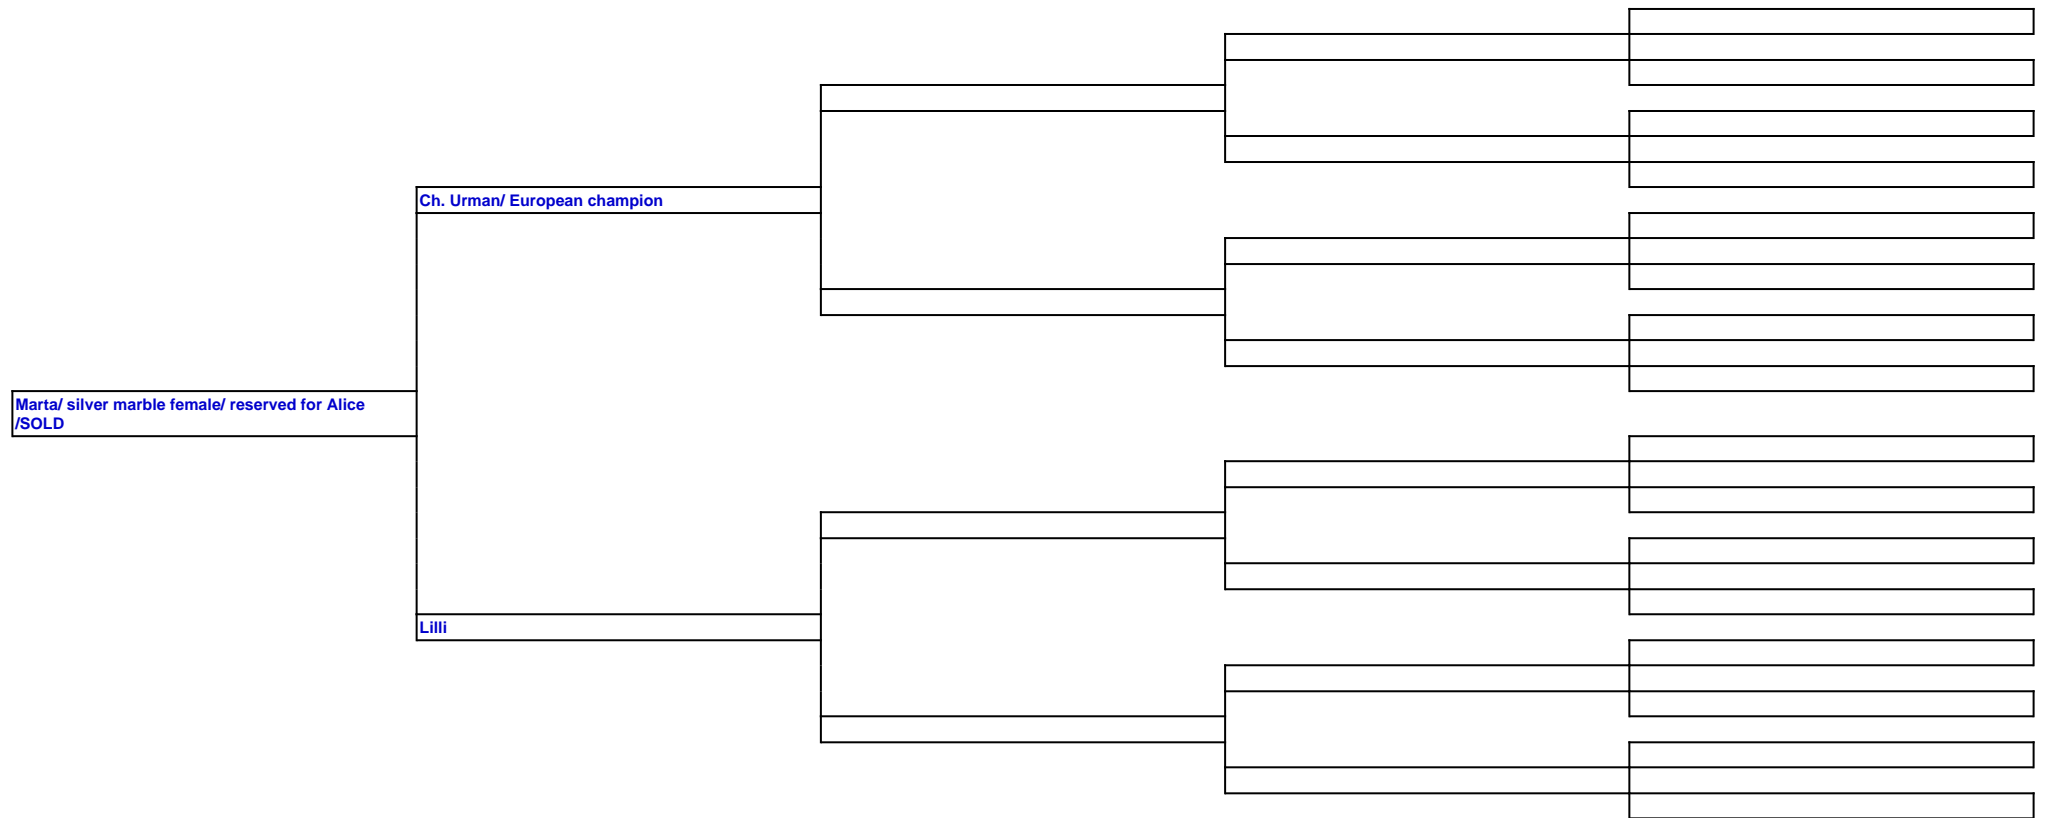 Ch. Urman/ European champion
Marta/ silver marble female/ reserved for Alice
/SOLD
Lilli